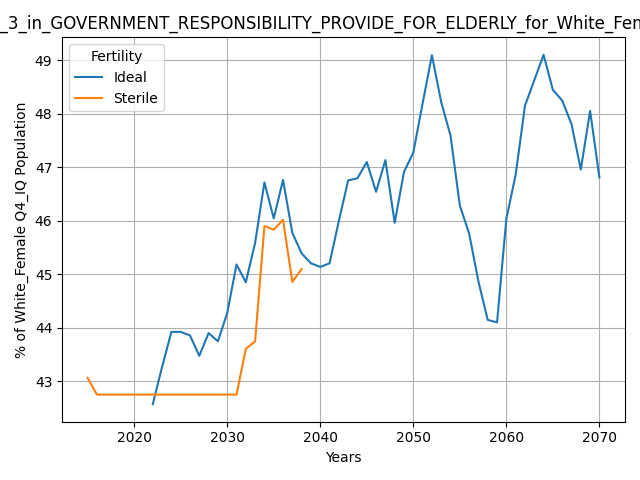 _3_in_GOVERNMENT_RESPONSIBILITY_PROVIDE_FOR_ELDERLY_for_White_Fem
Fertility
Ideal
Sterile
49
48
47
46
45
44
43
% of White_Female Q4_IQ Population
2020 2030 2040 2050 2060 2070
Years